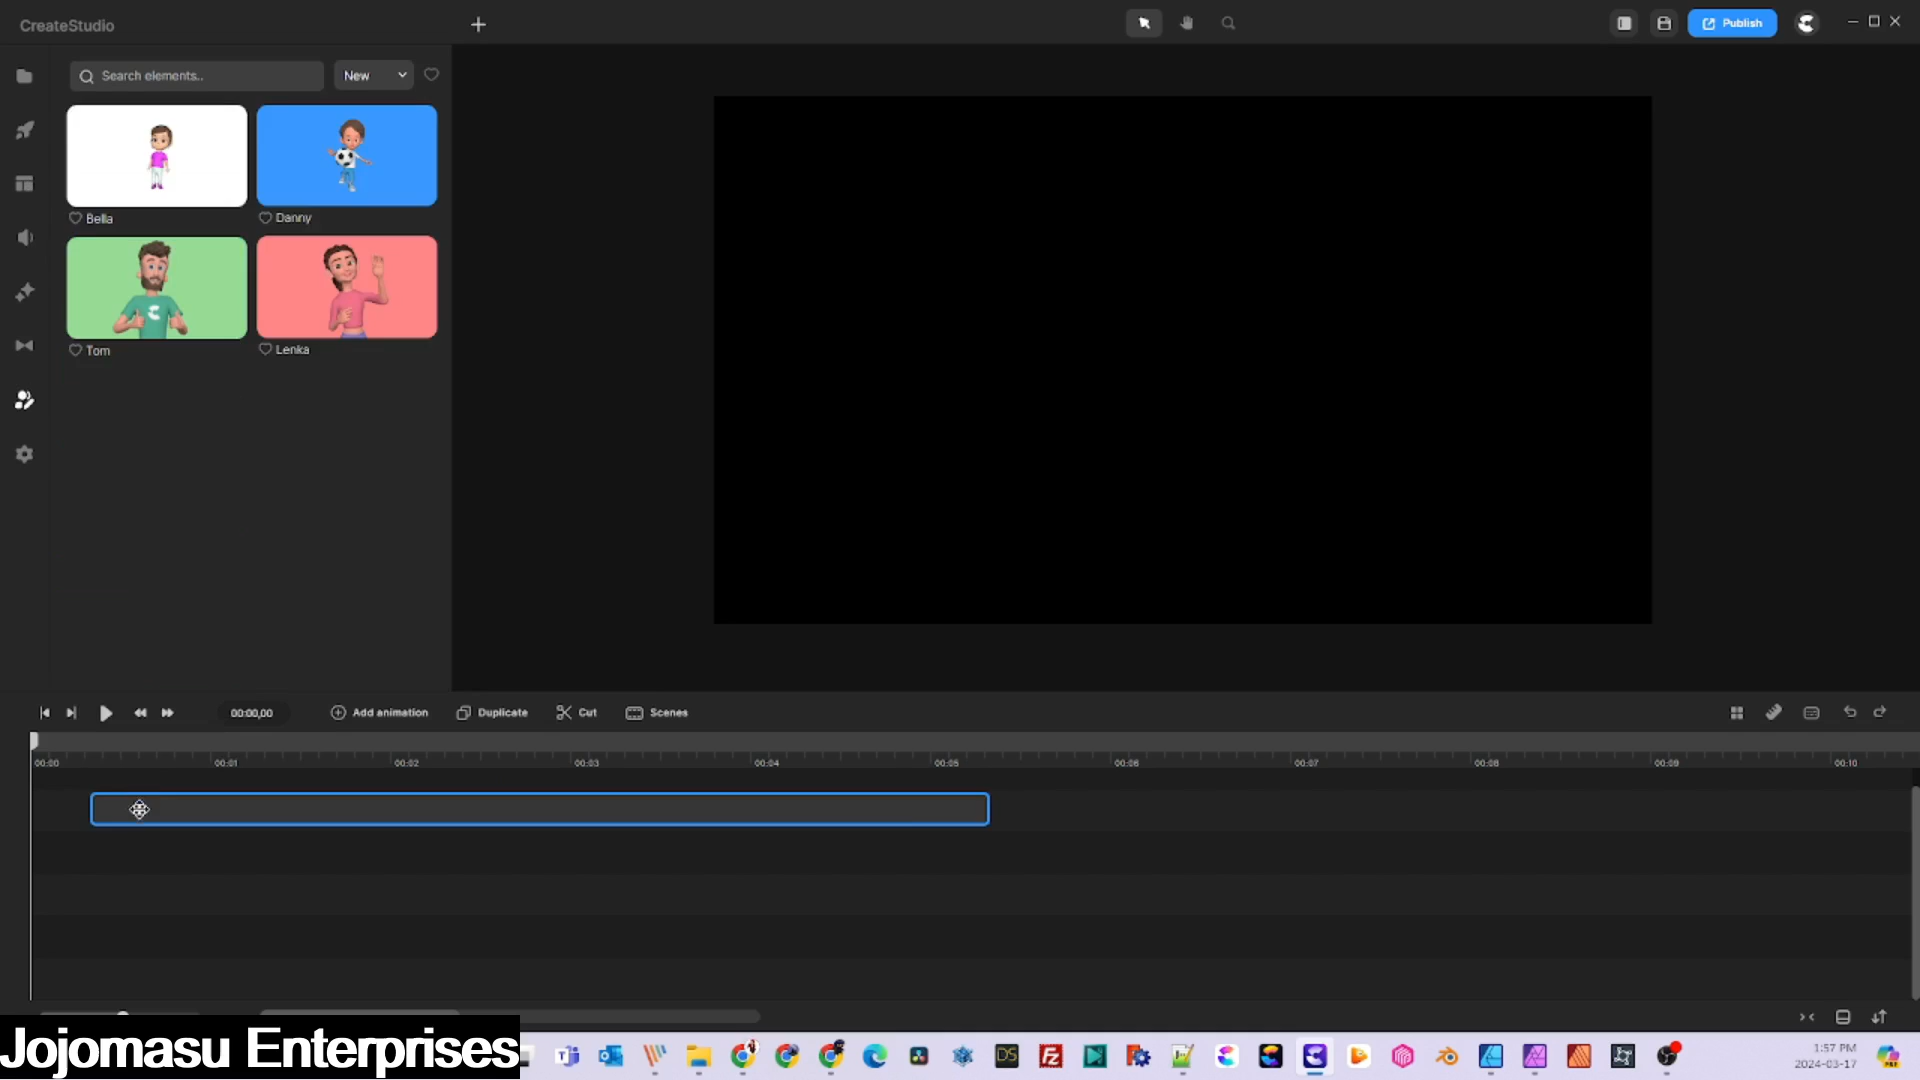 CreateStudio
Publish
Search elements..
New
Bella
Danny
Tom
Lenka
00:00,00
Add animation
Duplicate
Cut
Scenes
00:00
00:01
00:02
00:03
00:04
00:05
00:06
00:07
00:08
00:09
00:10
Jojomasu Enterprises
DS
FZ
1:57 PM
2024-03-17